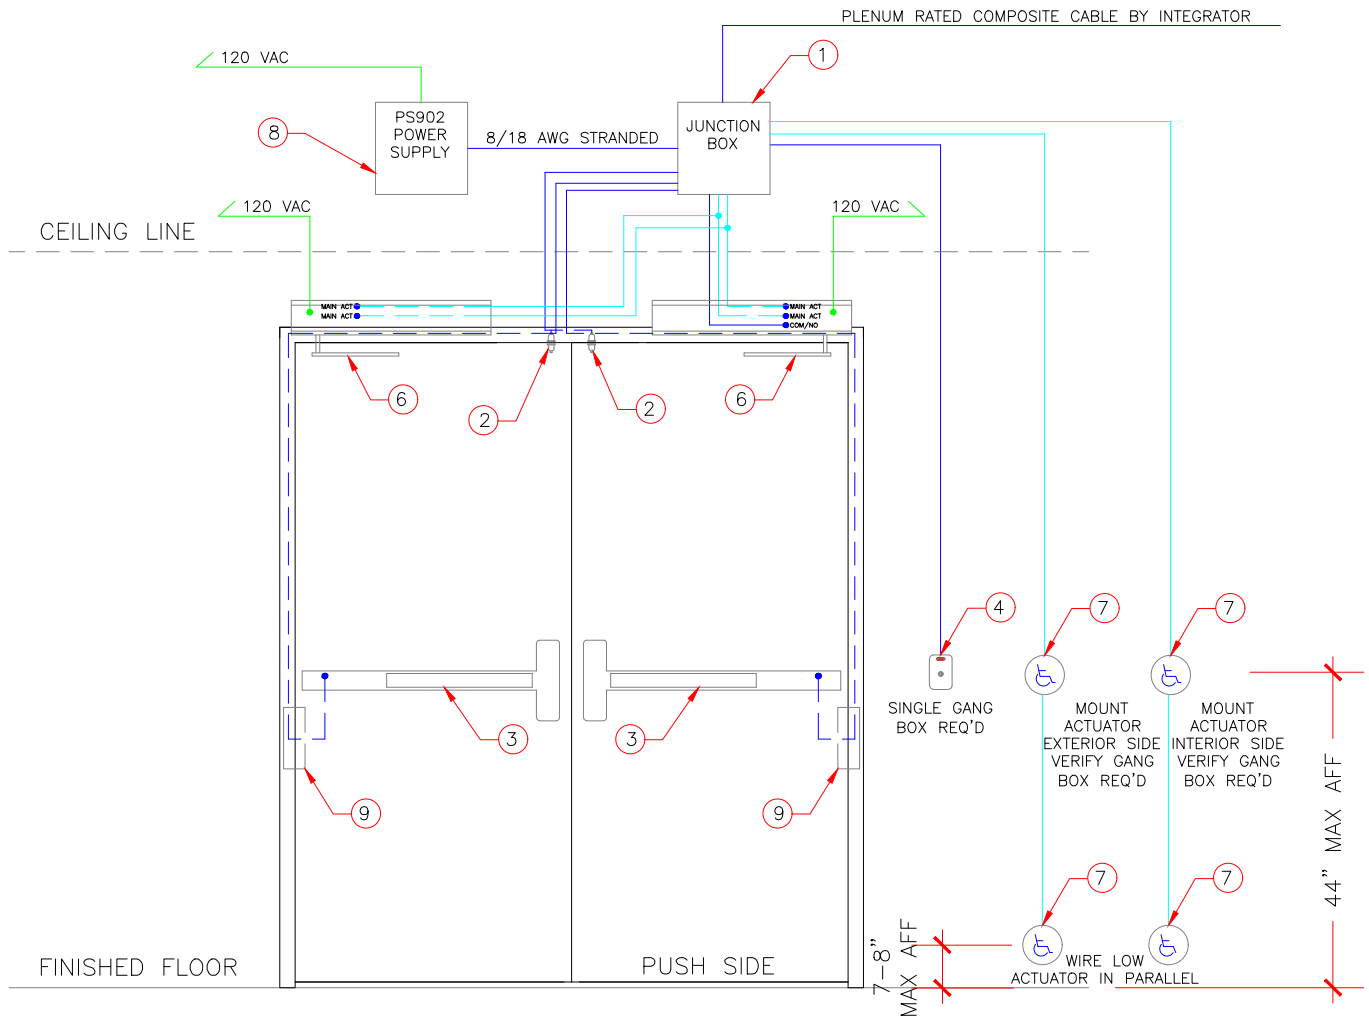 PLENUM RATED COMPOSITE CABLE BY INTEGRATOR
1
120 VAC
PS902
POWER
SUPPLY
8
8/18 AWG STRANDED
JUNCTION
BOX
120 VAC
120 VAC
CEILING LINE
MAIN ACT
MAIN ACT
MAIN ACT
MAIN ACT
COM/NO
6
2
2
6
4
7
7
3
3
SINGLE GANG
BOX REQ'D
MOUNT
ACTUATOR
EXTERIOR SIDE
VERIFY GANG
BOX REQ'D
MOUNT
ACTUATOR
INTERIOR SIDE
VERIFY GANG
BOX REQ'D
9
9
44" MAX AFF
7
7
7-8"
MAX AFF
WIRE LOW
ACTUATOR IN PARALLEL
FINISHED FLOOR
PUSH SIDE